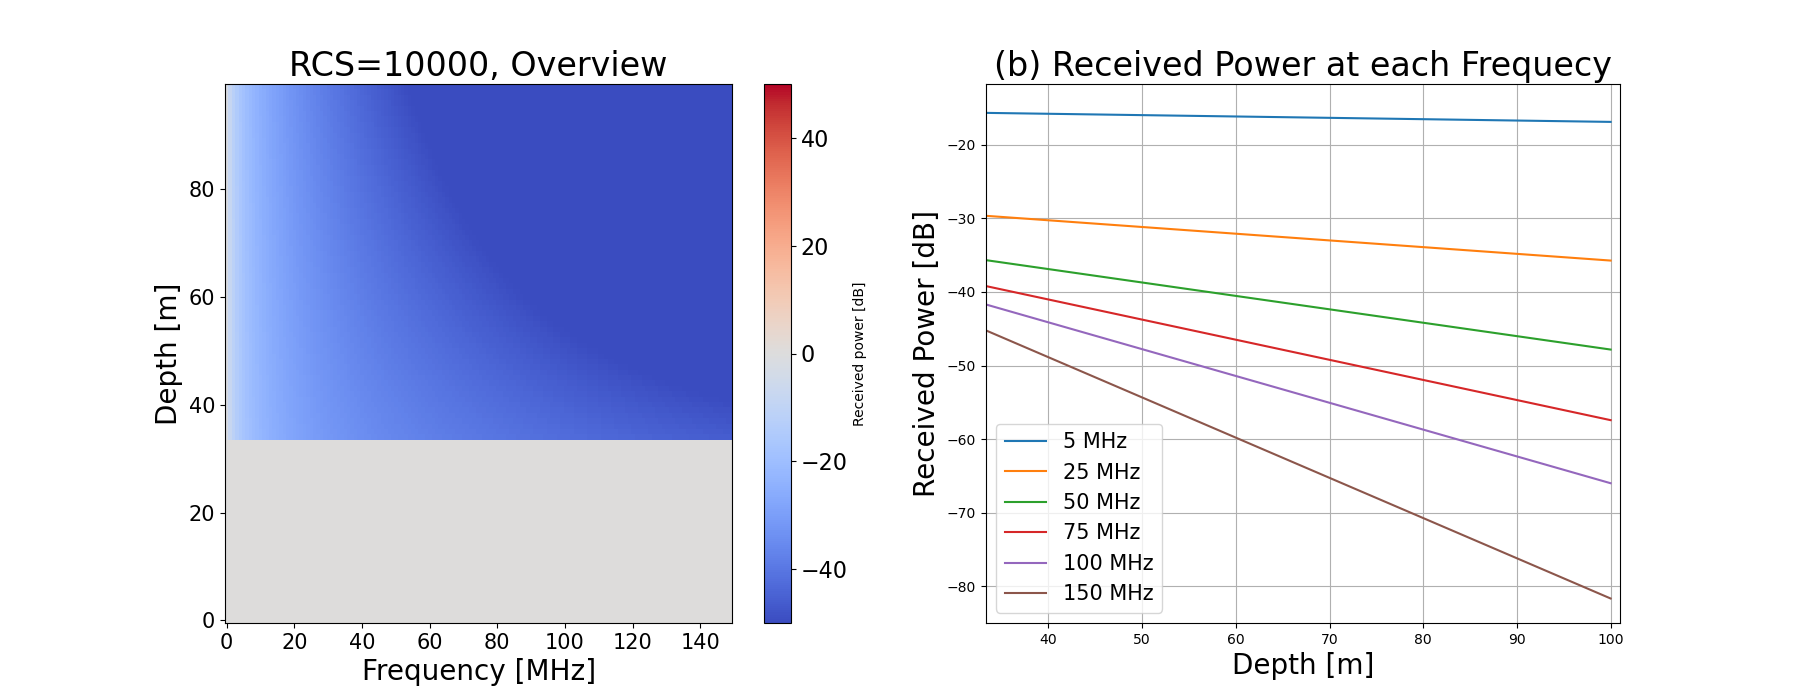 RCS=10000, Overview
80
60
40
20
0
Depth [m]
0 20 40 60 80 100 120 140
Frequency [MHz]
40
20
0
−20
−40
Received power [dB]
(b) Received Power at each Frequecy
−20
−30
−40
−50
−60
−70
−80
Received Power [dB]
5 MHz
25 MHz
50 MHz
75 MHz
100 MHz
150 MHz
40 50 60 70 80 90 100
Depth [m]